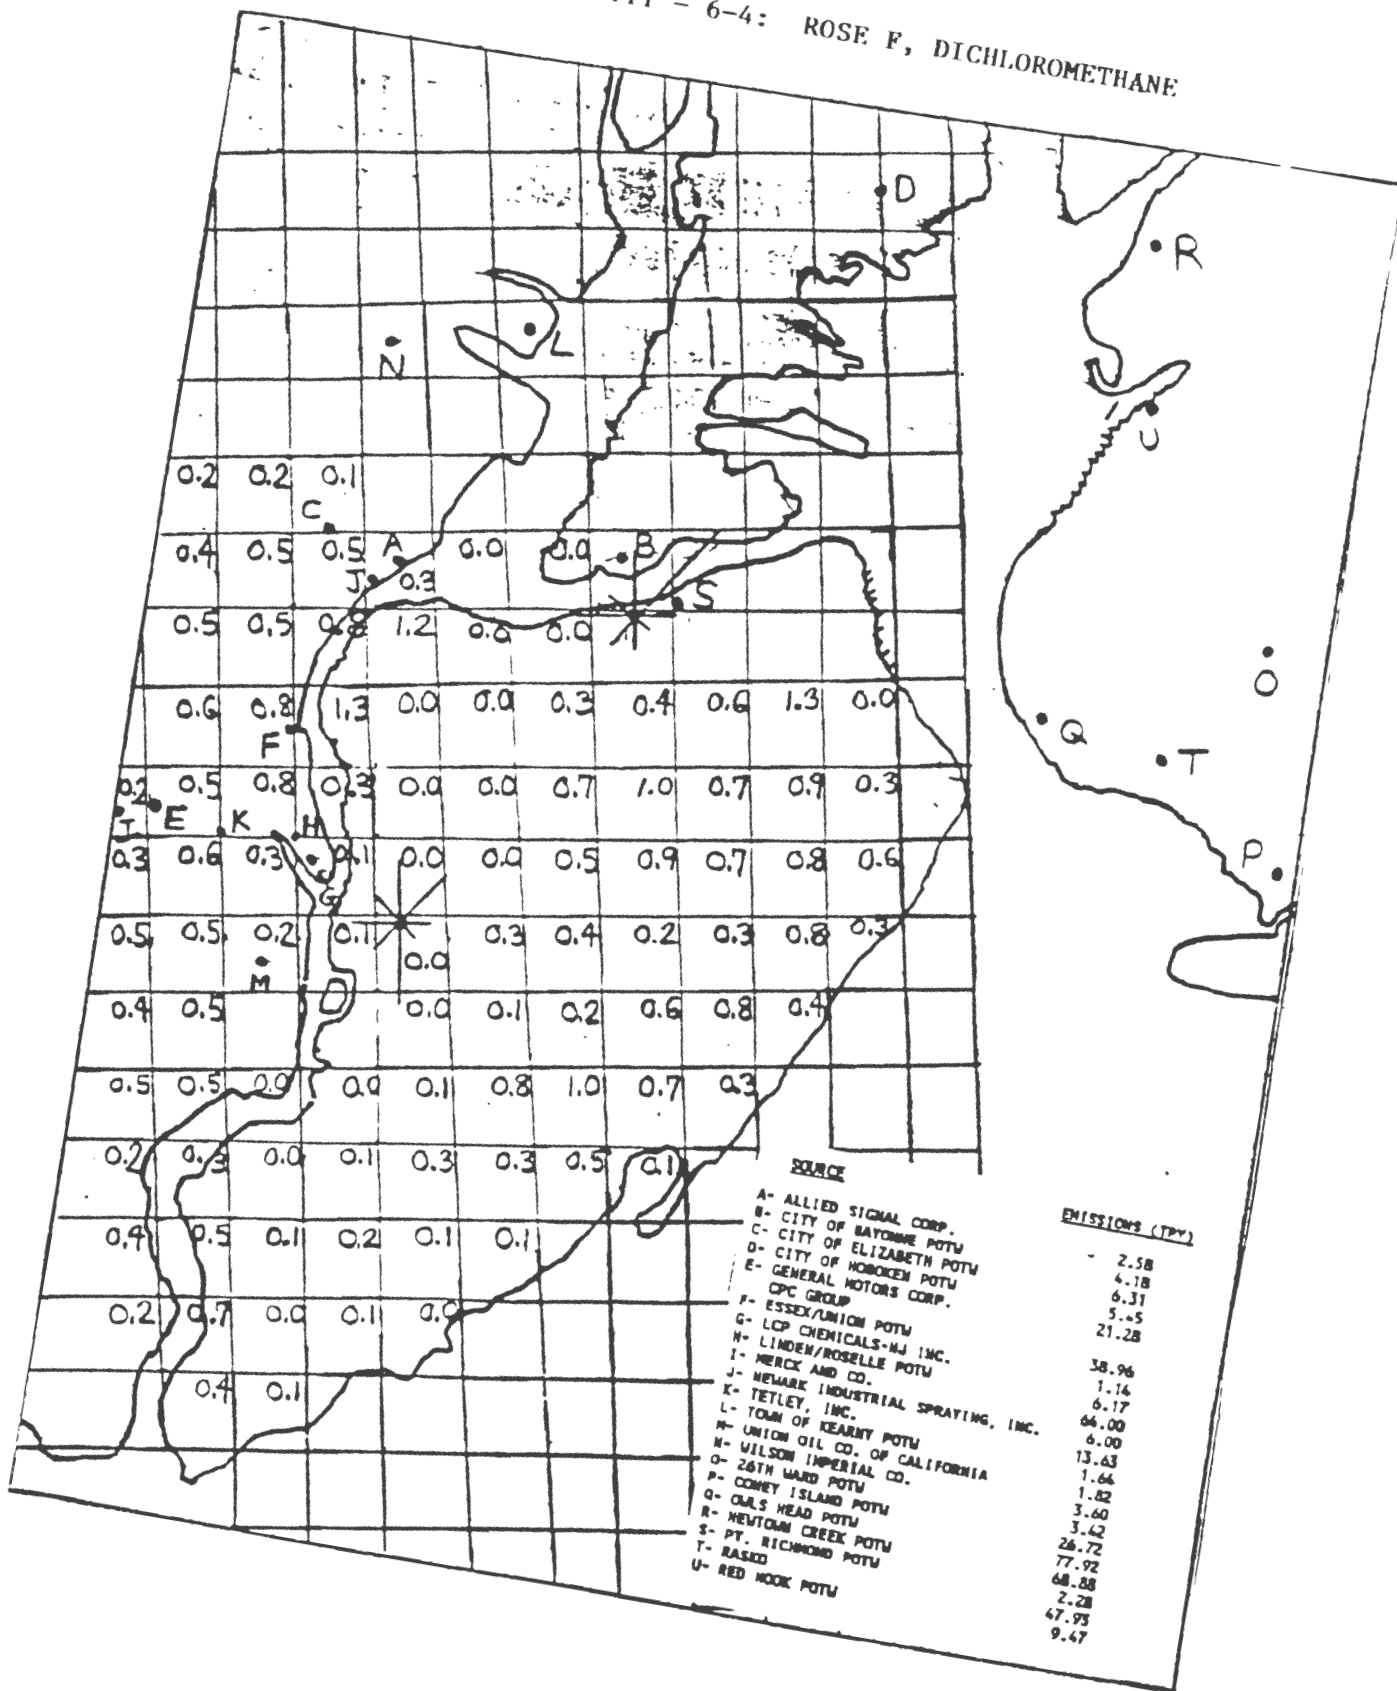 - 6-4: ROSE F, DICHLOROMETHANE
D
R
L
N
U
0.2 0.2 0.1
C
0.4 0.5 0.5 A 0.0 0.0 B
J 0.3
S
0.5 0.5 0.8 1.2 0.0 0.0
O
0.6 0.8 1.3 0.0 0.0 0.3 0.4 0.6 1.3 0.0
F
Q
T
0.2 0.5 0.8 0.3 0.0 0.0 0.7 1.0 0.7 0.9 0.3
I E K H
0.3 0.6 0.3 0.1 0.0 0.0 0.5 0.9 0.7 0.8 0.6
P
G
0.5 0.5 0.2 0.1 0.3 0.4 0.2 0.3 0.8 0.3
0.0
M
0.4 0.5 0.0 0.1 0.2 0.6 0.8 0.4
0.5 0.5 0.0 0.0 0.1 0.8 1.0 0.7 0.3
0.2 0.3 0.0 0.1 0.3 0.3 0.5 0.1
0.4 0.5 0.1 0.2 0.1 0.1
0.2 0.7 0.0 0.1 0.0
0.4 0.1
SOURCE
A- ALLIED SIGNAL CORP.
B- CITY OF BAYONNE POTW
C- CITY OF ELIZABETH POTW
D- CITY OF HOBOKEN POTW
E- GENERAL MOTORS CORP.
CPC GROUP
F- ESSEX/UNION POTW
G- LCP CHEMICALS-NJ INC.
H- LINDEN/ROSELLE POTW
I- MERCK AND CO.
J- NEWARK INDUSTRIAL SPRAYING, INC.
K- TETLEY, INC.
L- TOWN OF KEARNY POTW
M- UNION OIL CO. OF CALIFORNIA
N- WILSON IMPERIAL CO.
O- 26TH WARD POTW
P- CONEY ISLAND POTW
Q- OWLS HEAD POTW
R- NEWTOWN CREEK POTW
S- PT. RICHMOND POTW
T- RASKO
U- RED HOOK POTW
EMISSIONS (TPY)
2.58
4.18
6.31
5.45
21.28
38.96
1.14
6.17
66.00
6.00
13.63
1.64
1.82
3.60
3.42
26.72
77.92
68.88
2.28
47.93
9.47